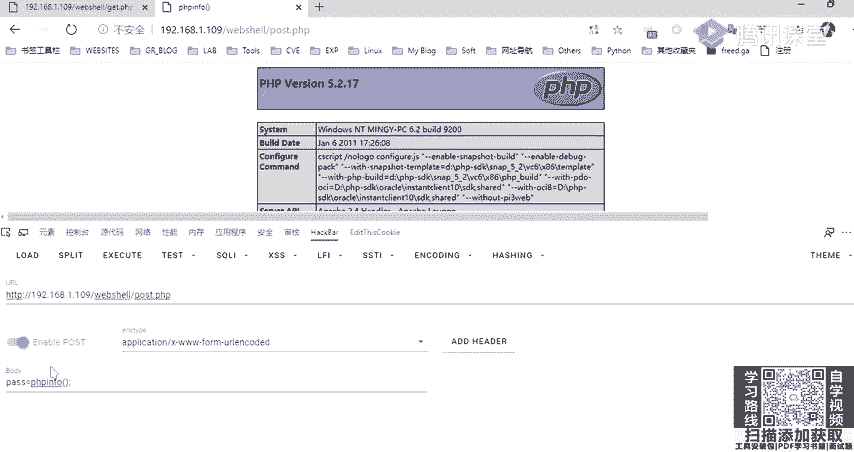 192.168.1.109/webshell/get.php
phpinfo()
不安全 192.168.1.109/webshell/post.php
腾讯课堂
书签工具栏 WEBSITES GR_BLOG LAB Tools CVE EXP Linux My Blog Soft 网址导航 Others Python 其他收藏夹 freed.ga 注册
PHP Version 5.2.17
php
System Windows NT MINGY-PC 6.2 build 9200
Build Date Jan 6 2011 17:26:08
Configure Command cscript /nologo configure.js "--enable-snapshot-build" "--enable-debug-
pack" "--with-snapshot-template=d:\php-sdk\snap_5_2\vc6\x86\template"
"--with-php-build=d:\php-sdk\snap_5_2\vc6\x86\php_build" "--with-pdo-
oci=D:\php-sdk\oracle\instantclient10\sdk,shared" "--with-oci8=D:\php-
sdk\oracle\instantclient10\sdk,shared" "--without-pi3web"
元素 控制台 源代码 网络 性能 内存 应用程序 安全 审核 HackBar EditThisCookie
LOAD SPLIT EXECUTE TEST SQLI XSS LFI SSTI ENCODING HASHING THEME
URL
http://192.168.1.109/webshell/post.php
Enable POST
enctype
application/x-www-form-urlencoded
ADD HEADER
Body
pass=phpinfo();
学习路线
自学视频
扫描添加获取
工具安装包|PDF学习书籍|面试题